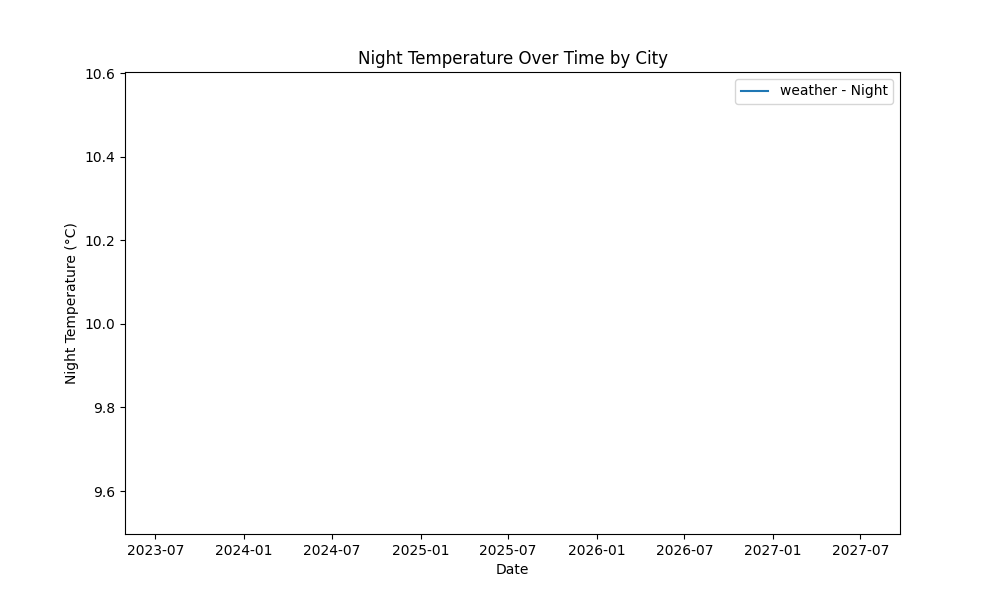 Night Temperature Over Time by City
weather - Night
10.6
10.4
10.2
10.0
9.8
9.6
Night Temperature (°C)
2023-07 2024-01 2024-07 2025-01 2025-07 2026-01 2026-07 2027-01 2027-07
Date